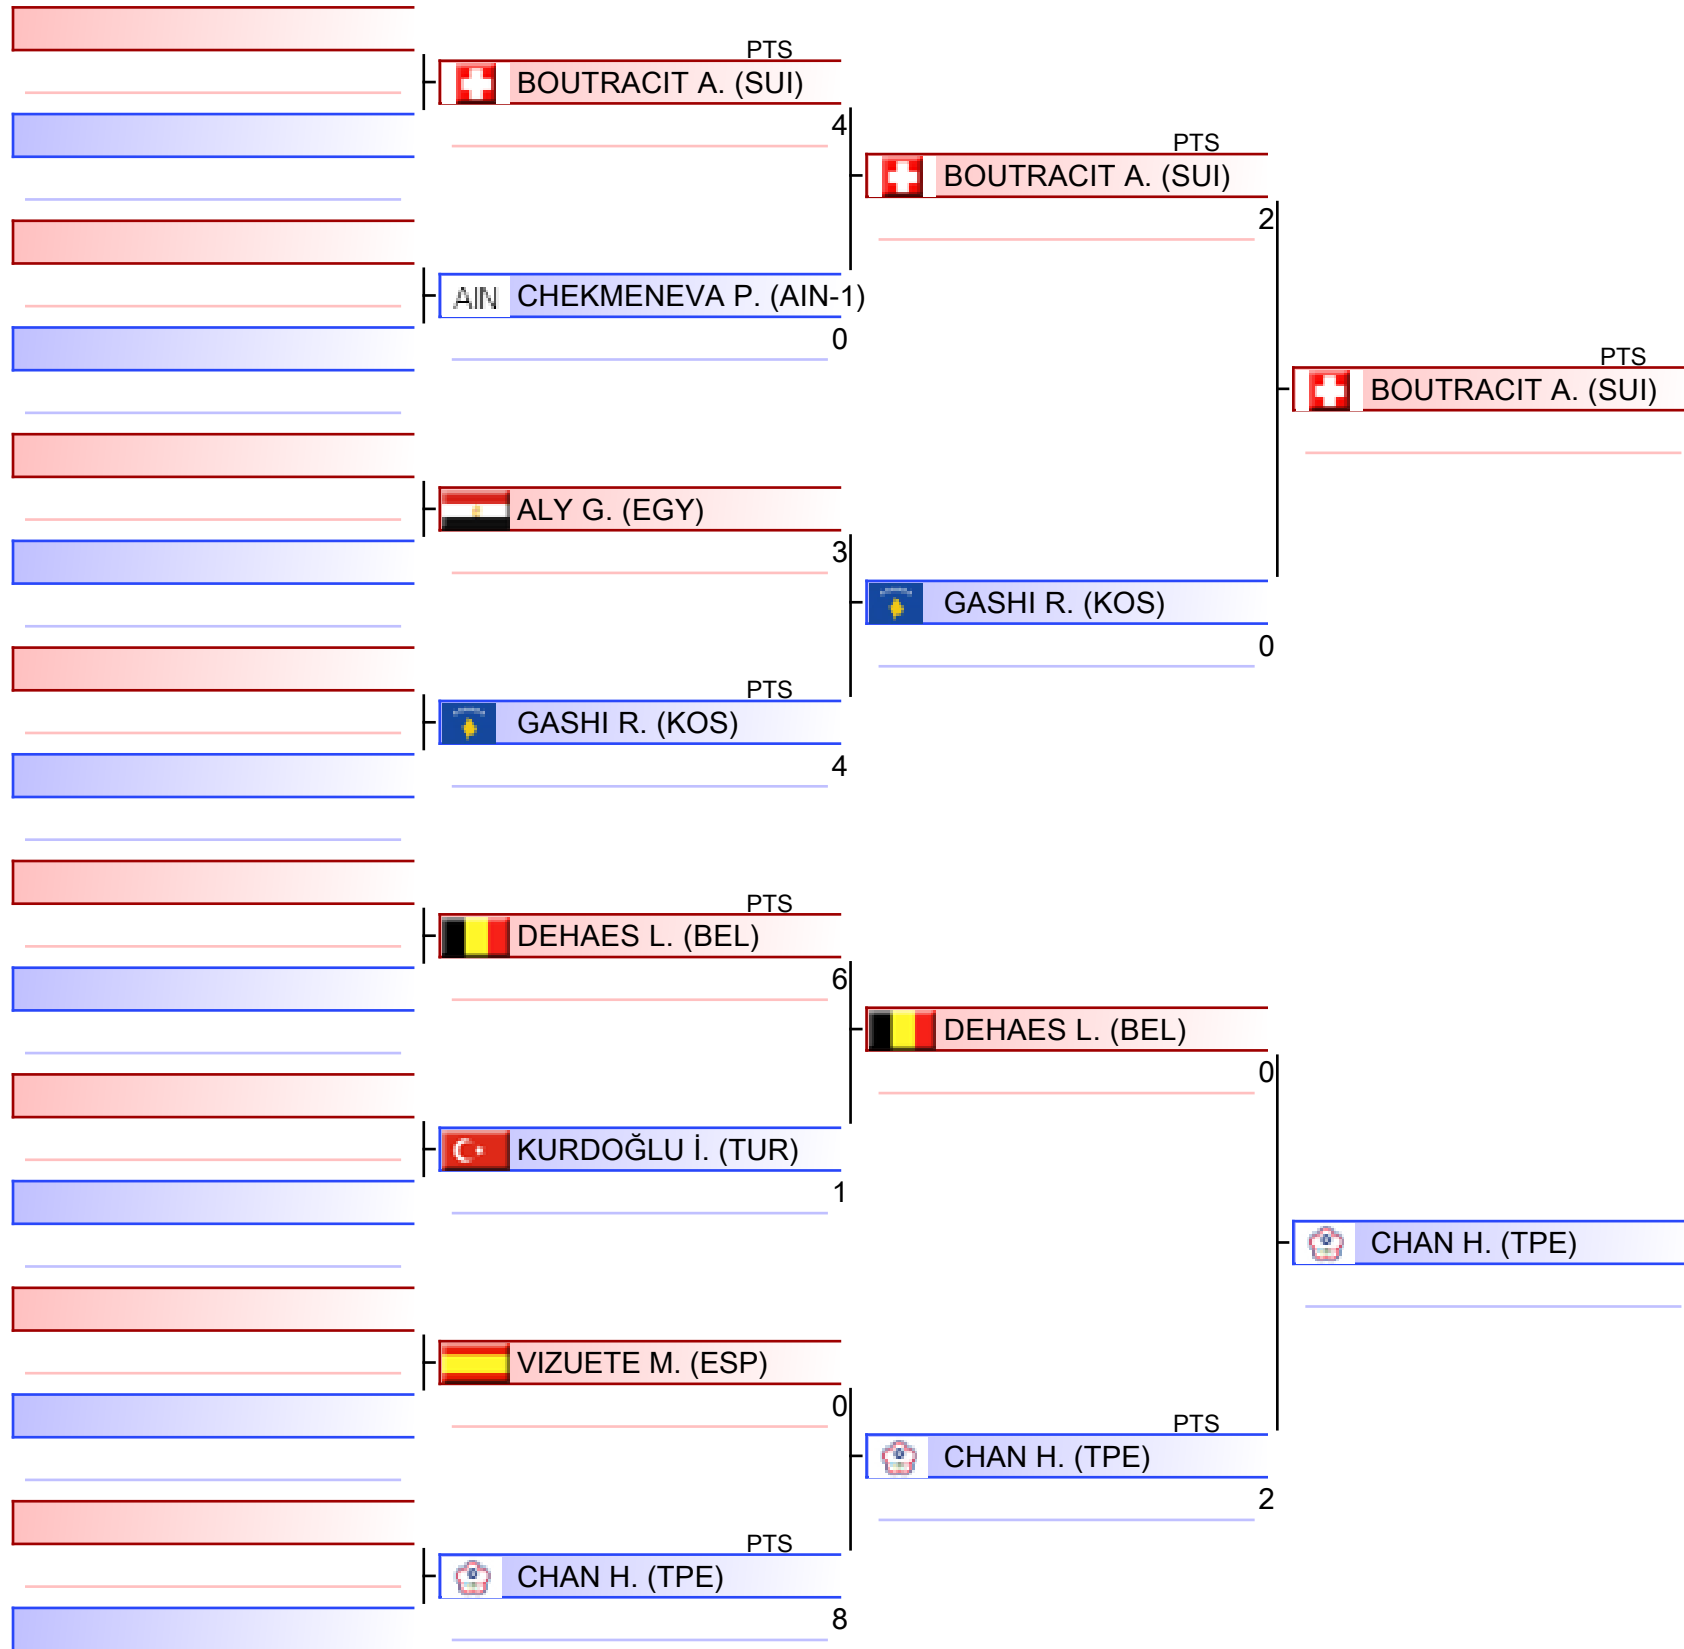 PTS
BOUTRACIT A. (SUI)
4
PTS
BOUTRACIT A. (SUI)
2
AIN CHEKMENEVA P. (AIN-1)
0
PTS
BOUTRACIT A. (SUI)
ALY G. (EGY)
3
GASHI R. (KOS)
0
PTS
GASHI R. (KOS)
4
PTS
DEHAES L. (BEL)
6
DEHAES L. (BEL)
0
KURDOĞLU İ. (TUR)
1
CHAN H. (TPE)
VIZUETE M. (ESP)
0
PTS
CHAN H. (TPE)
2
PTS
CHAN H. (TPE)
8